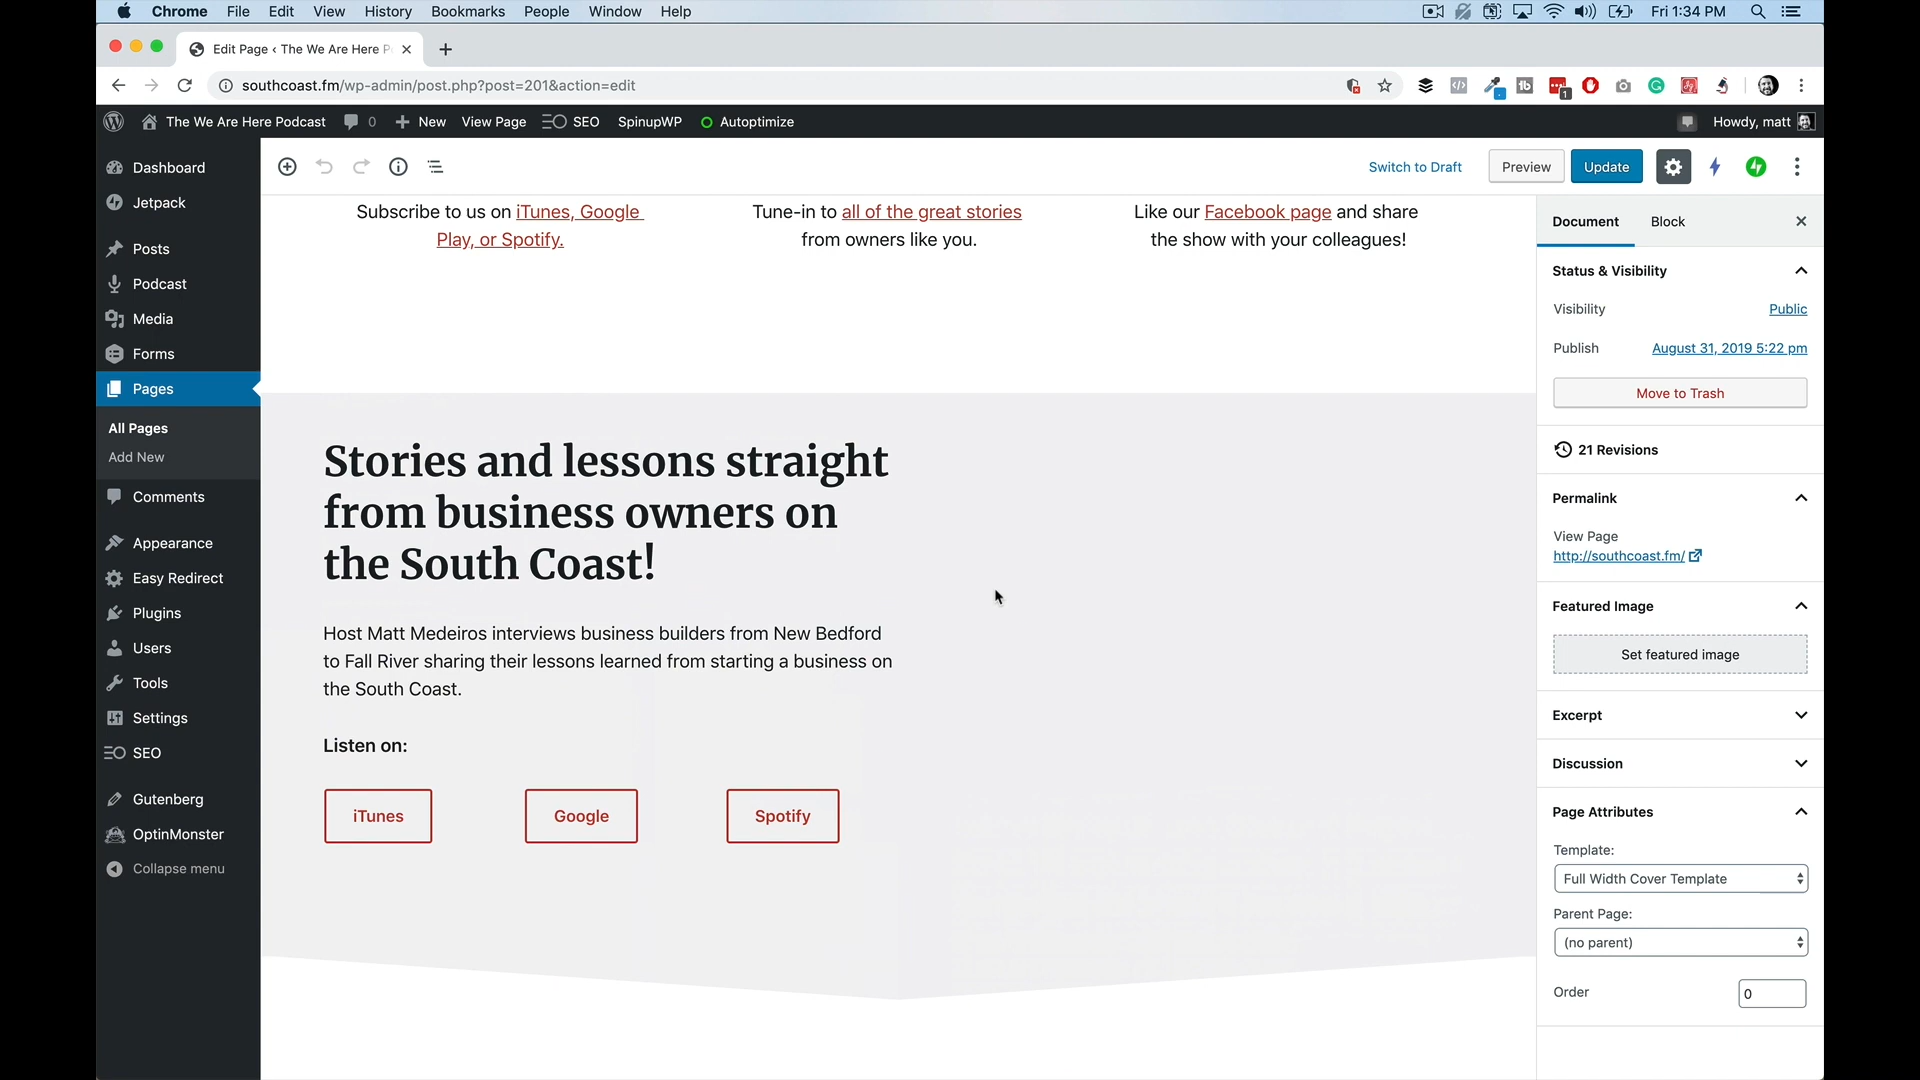 Chrome File Edit View History Bookmarks People Window Help Fri 1:34 PM
Edit Page ‹ The We Are Here P
southcoast.fm/wp-admin/post.php?post=201&action=edit
The We Are Here Podcast 0 New View Page SEO SpinupWP Autoptimize Howdy, matt
Switch to Draft Preview Update
Dashboard
Jetpack
Posts
Podcast
Media
Forms
Pages
All Pages
Add New
Comments
Appearance
Easy Redirect
Plugins
Users
Tools
Settings
SEO
Gutenberg
OptinMonster
Collapse menu
Subscribe to us on iTunes, Google
Play, or Spotify.
Tune-in to all of the great stories
from owners like you.
Like our Facebook page and share
the show with your colleagues!
Stories and lessons straight
from business owners on
the South Coast!
Host Matt Medeiros interviews business builders from New Bedford
to Fall River sharing their lessons learned from starting a business on
the South Coast.
Listen on:
iTunes Google Spotify
Document Block
Status & Visibility
Visibility Public
Publish August 31, 2019 5:22 pm
Move to Trash
21 Revisions
Permalink
View Page
http://southcoast.fm/
Featured Image
Set featured image
Excerpt
Discussion
Page Attributes
Template:
Full Width Cover Template
Parent Page:
(no parent)
Order 0